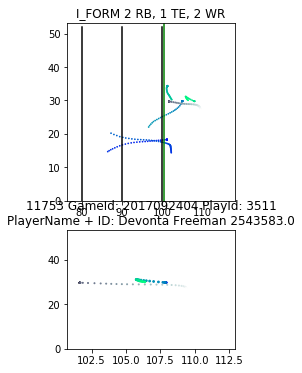 I_FORM 2 RB, 1 TE, 2 WR
50
40
30
20
10
0
80 90 100 110
11753 GameId: 2017092404 PlayId: 3511
PlayerName + ID: Devonta Freeman 2543583.0
40
20
0
102.5 105.0 107.5 110.0 112.5